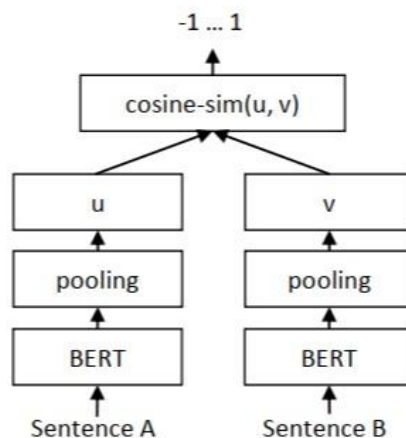 -1 ... 1
cosine-sim(u, v)
u v
pooling pooling
BERT BERT
Sentence A Sentence B